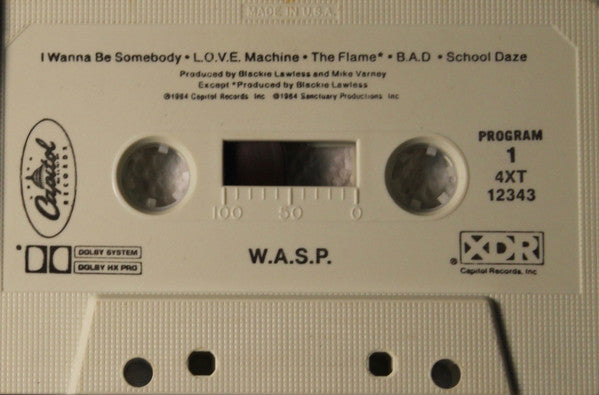 MADE IN U.S.A.
I Wanna Be Somebody • L.O.V.E. Machine • The Flame* • B.A.D • School Daze
Produced by Blackie Lawless and Mike Varney
Except *Produced by Blackie Lawless
℗1984 Capitol Records Inc ©1984 Sanctuary Productions Inc
Capitol
RECORDS
PROGRAM
1
4XT
12343
100 50 0
DOLBY SYSTEM
DOLBY HX PRO
W.A.S.P.
® XDR
Capitol Records, Inc